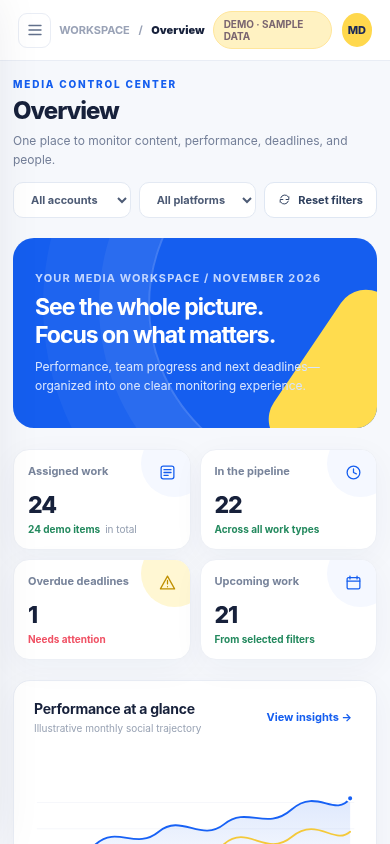 WORKSPACE / Overview
DEMO · SAMPLE
DATA
MD
MEDIA CONTROL CENTER
Overview
One place to monitor content, performance, deadlines, and
people.
All accounts
All platforms
Reset filters
YOUR MEDIA WORKSPACE / NOVEMBER 2026
See the whole picture.
Focus on what matters.
Performance, team progress and next deadlines—
organized into one clear monitoring experience.
Assigned work
24
24 demo items in total
In the pipeline
22
Across all work types
Overdue deadlines
1
Needs attention
Upcoming work
21
From selected filters
Performance at a glance
Illustrative monthly social trajectory
View insights →